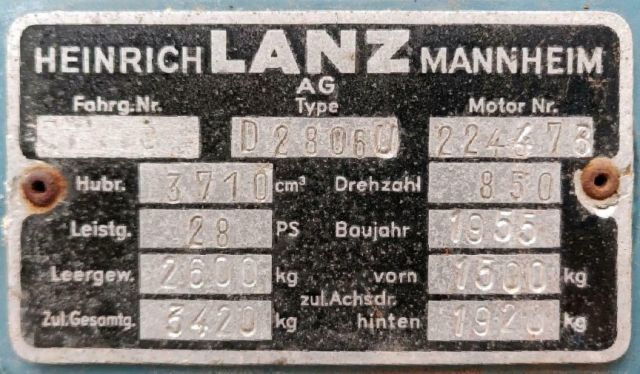 HEINRICH LANZ MANNHEIM
AG
Fahrg.Nr. Type Motor Nr.
D2806U
Hubr. 3710 cm³ Drehzahl 850
Leistg. 28 PS Baujahr 1955
Leergew. 2600 kg vorn 1500 kg
zul.Achsdr.
Zul.Gesamtg. 3420 kg hinten 1920 kg